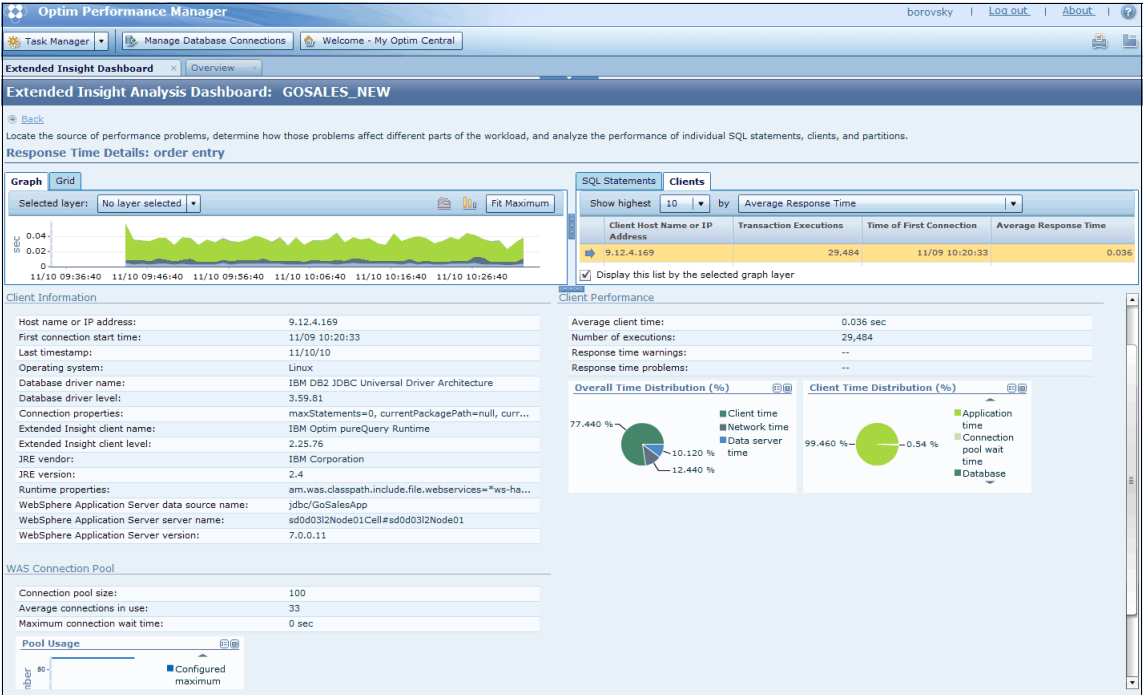 Optim Performance Manager
borovsky | Log out | About | ?
Task Manager Manage Database Connections Welcome - My Optim Central
Extended Insight Dashboard × Overview
Extended Insight Analysis Dashboard: GOSALES_NEW
Back
Locate the source of performance problems, determine how those problems affect different parts of the workload, and analyze the performance of individual SQL statements, clients, and partitions.
Response Time Details: order entry
Graph Grid
Selected layer: No layer selected Fit Maximum
sec
0.04
0.02
0
11/10 09:36:40 11/10 09:46:40 11/10 09:56:40 11/10 10:06:40 11/10 10:16:40 11/10 10:26:40
SQL Statements Clients
Show highest 10 by Average Response Time
Client Host Name or IP Address Transaction Executions Time of First Connection Average Response Time
9.12.4.169 29,484 11/09 10:20:33 0.036
Display this list by the selected graph layer
Client Information
Host name or IP address: 9.12.4.169
First connection start time: 11/09 10:20:33
Last timestamp: 11/10/10
Operating system: Linux
Database driver name: IBM DB2 JDBC Universal Driver Architecture
Database driver level: 3.59.81
Connection properties: maxStatements=0, currentPackagePath=null, curr...
Extended Insight client name: IBM Optim pureQuery Runtime
Extended Insight client level: 2.25.76
JRE vendor: IBM Corporation
JRE version: 2.4
Runtime properties: am.was.classpath.include.file.webservices=*ws-ha...
WebSphere Application Server data source name: jdbc/GoSalesApp
WebSphere Application Server server name: sd0d03l2Node01Cell#sd0d03l2Node01
WebSphere Application Server version: 7.0.0.11
WAS Connection Pool
Connection pool size: 100
Average connections in use: 33
Maximum connection wait time: 0 sec
Pool Usage
80
Configured
maximum
Client Performance
Average client time: 0.036 sec
Number of executions: 29,484
Response time warnings: --
Response time problems: --
Overall Time Distribution (%)
77.440 %
10.120 %
12.440 %
Client time
Network time
Data server
time
Client Time Distribution (%)
99.460 %
0.54 %
Application
time
Connection
pool wait
time
Database